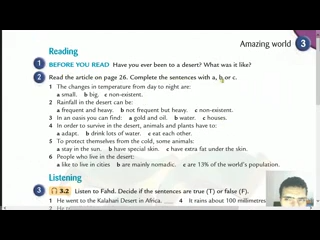 Amazing world 3
Reading
1 BEFORE YOU READ Have you ever been to a desert? What was it like?
2 Read the article on page 26. Complete the sentences with a, b or c.
1 The changes in temperature from day to night are:
a small. b big. c non-existent.
2 Rainfall in the desert can be:
a frequent and heavy. b not frequent but heavy. c non-existent.
3 In an oasis you can find: a gold and oil. b water. c houses.
4 In order to survive in the desert, animals and plants have to:
a adapt. b drink lots of water. c eat each other.
5 To protect themselves from the cold, some animals:
a stay in the sun. b have special skin. c have extra fat under the skin.
6 People who live in the desert:
a like to live in cities b are mainly nomadic. c are 13% of the world's population.
Listening
3 3.2 Listen to Fahd. Decide if the sentences are true (T) or false (F).
1 He went to the Kalahari Desert in Africa. ___ 4 It rains about 100 millimetres